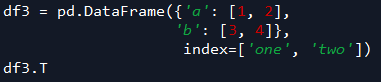 df3 = pd.DataFrame({'a': [1, 2],
'b': [3, 4]},
index=['one', 'two'])
df3.T